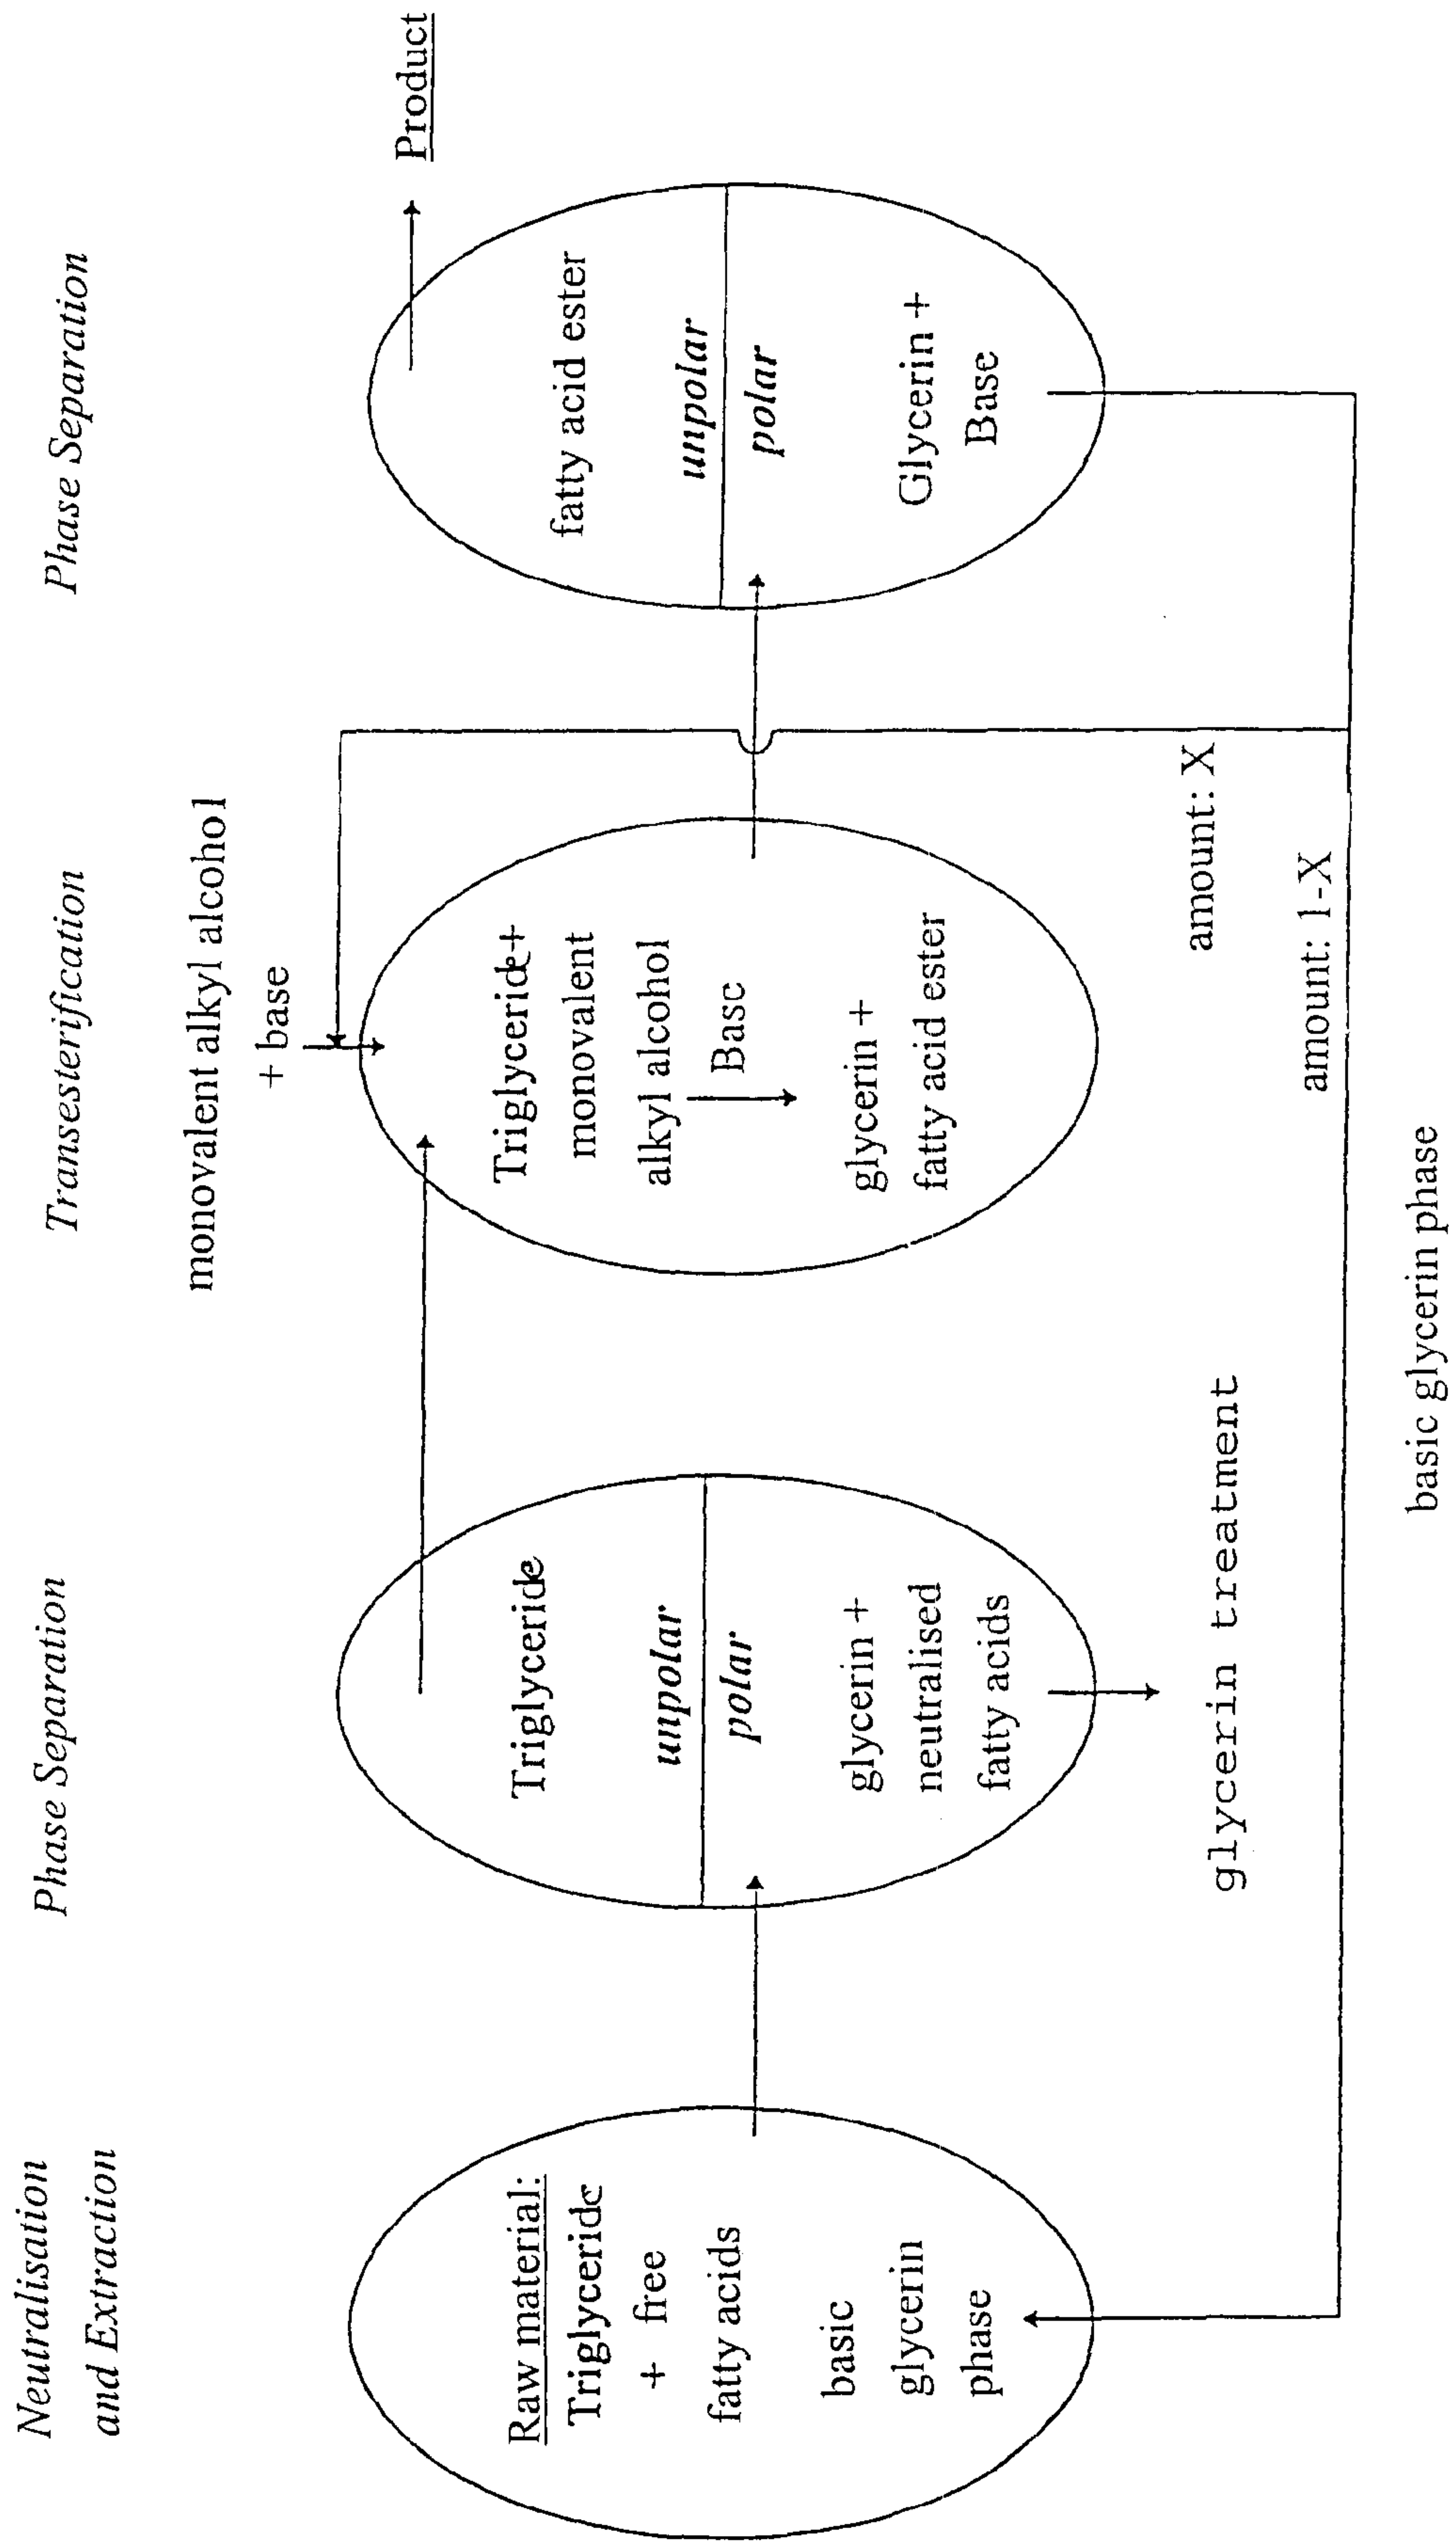 Neutralisation
and Extraction
Phase Separation
Transesterification
Phase Separation
monovalent alkyl alcohol
+ base
Product
Raw material:
Triglyceride
+ free
fatty acids
basic
glycerin
phase
Triglyceride
unpolar
polar
glycerin +
neutralised
fatty acids
Triglyceride+
monovalent
alkyl alcohol
Base
glycerin +
fatty acid ester
fatty acid ester
unpolar
polar
Glycerin +
Base
amount: X
glycerin treatment
amount: 1-X
basic glycerin phase